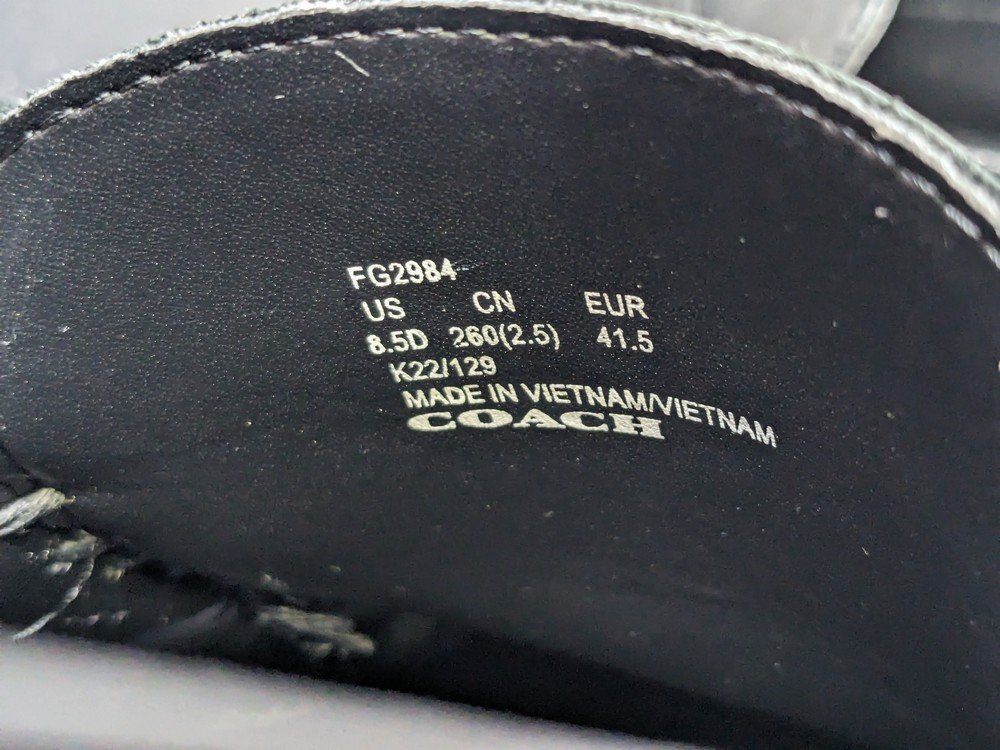 FG2984
US CN EUR
8.5D 260(2.5) 41.5
K22/129
MADE IN VIETNAM/VIETNAM
COACH